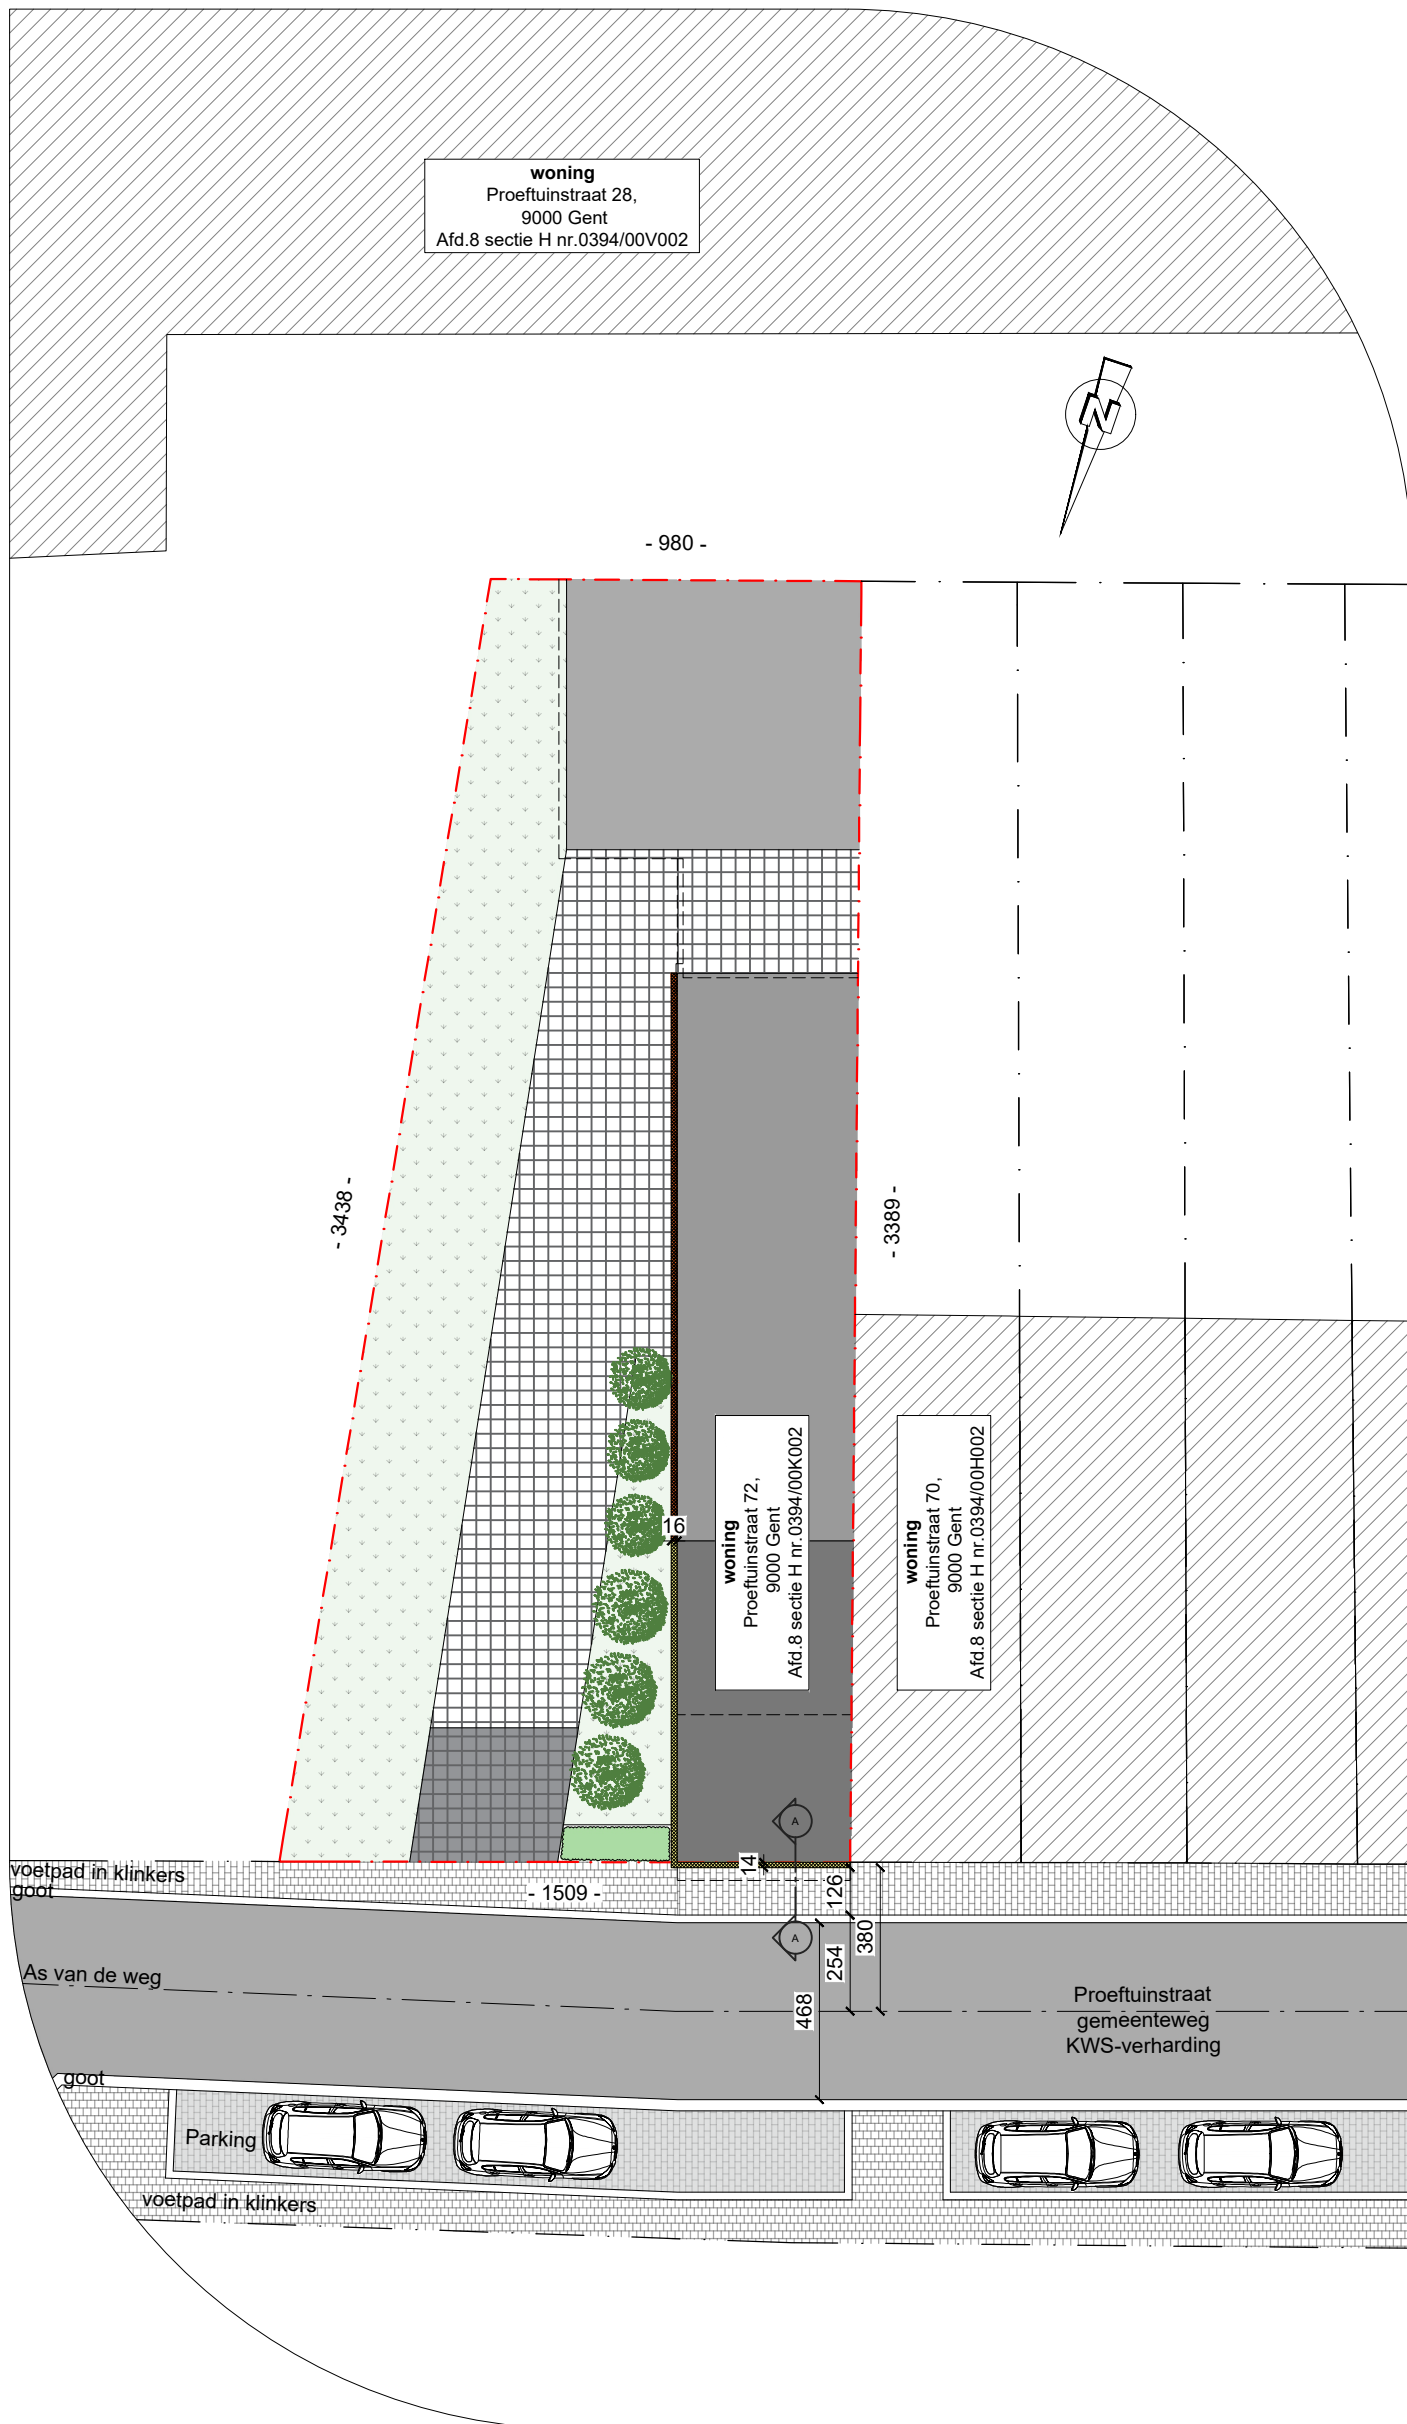 woning
Proeftuinstraat 28,
9000 Gent
Afd.8 sectie H nr.0394/00V002
N
- 980 -
- 3438 -
- 3389 -
16
woning
Proeftuinstraat 72,
9000 Gent
Afd.8 sectie H nr.0394/00K002
woning
Proeftuinstraat 70,
9000 Gent
Afd.8 sectie H nr.0394/00H002
A
14
voetpad in klinkers
goot
- 1509 -
126
A
254
380
468
As van de weg
Proeftuinstraat
gemeenteweg
KWS-verharding
goot
Parking
voetpad in klinkers